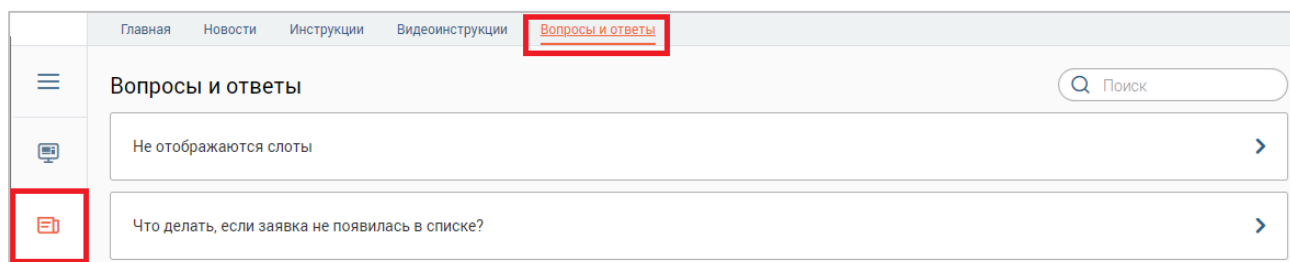 Главная Новости Инструкции Видеоинструкции Вопросы и ответы
Вопросы и ответы
Поиск
Не отображаются слоты
Что делать, если заявка не появилась в списке?